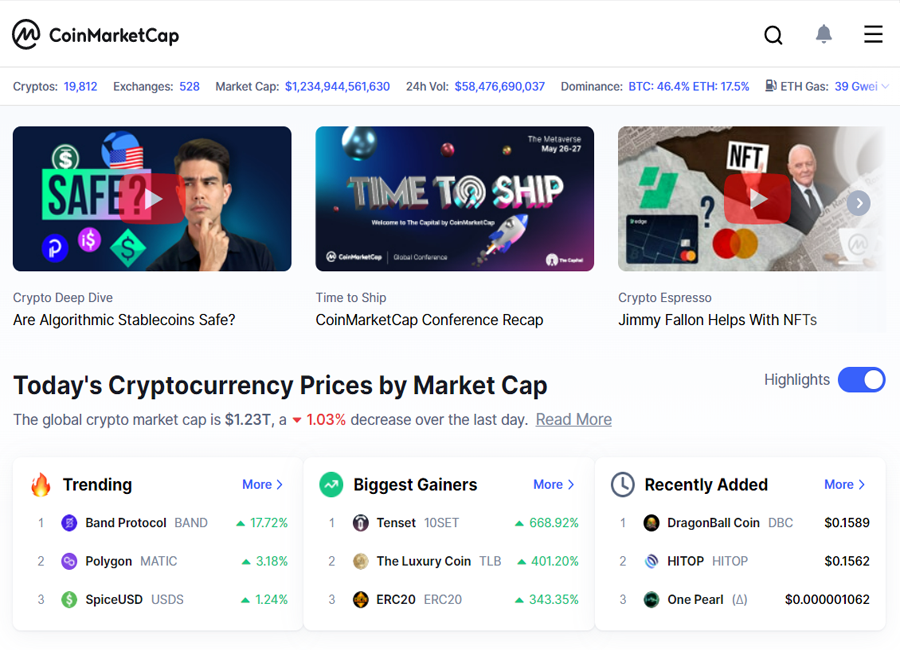 CoinMarketCap
Cryptos: 19,812 Exchanges: 528 Market Cap: $1,234,944,561,630 24h Vol: $58,476,690,037 Dominance: BTC: 46.4% ETH: 17.5% ETH Gas: 39 Gwei
SAFE?
The Metaverse
May 26-27
TIME TO SHIP
Welcome to The Capital by CoinMarketCap
CoinMarketCap Global Conference
The Capital
NFT
?
Crypto Deep Dive
Are Algorithmic Stablecoins Safe?
Time to Ship
CoinMarketCap Conference Recap
Crypto Espresso
Jimmy Fallon Helps With NFTs
Today's Cryptocurrency Prices by Market Cap
Highlights
The global crypto market cap is $1.23T, a 1.03% decrease over the last day. Read More
Trending More
1 Band Protocol BAND 17.72%
2 Polygon MATIC 3.18%
3 SpiceUSD USDS 1.24%
Biggest Gainers More
1 Tenset 10SET 668.92%
2 The Luxury Coin TLB 401.20%
3 ERC20 ERC20 343.35%
Recently Added More
1 DragonBall Coin DBC $0.1589
2 HITOP HITOP $0.1562
3 One Pearl (Δ) $0.000001062